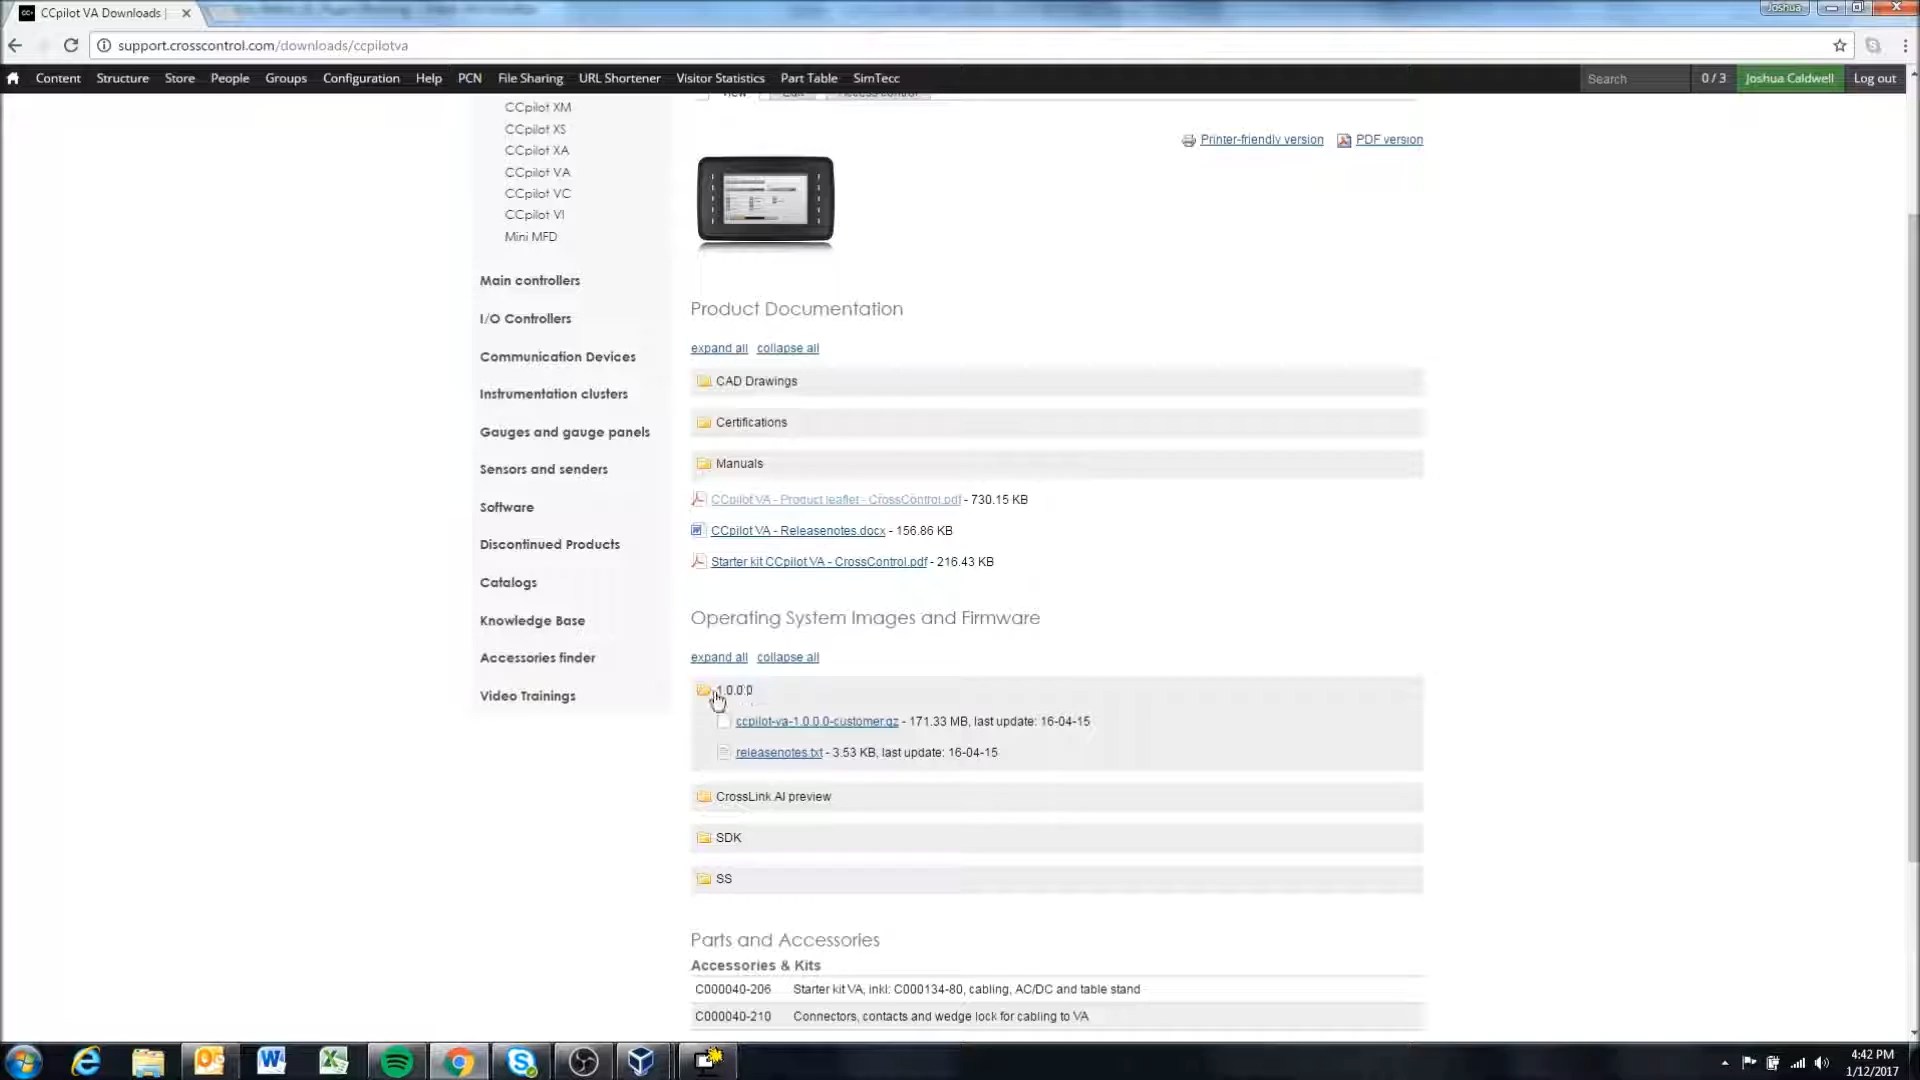 CCpilot VA Downloads |
Joshua
support.crosscontrol.com/downloads/ccpilotva
Content Structure Store People Groups Configuration Help PCN File Sharing URL Shortener Visitor Statistics Part Table SimTecc Search 0 / 3 Joshua Caldwell Log out
View Edit Access control
CCpilot XM
CCpilot XS
CCpilot XA
CCpilot VA
CCpilot VC
CCpilot VI
Mini MFD
Main controllers
I/O Controllers
Communication Devices
Instrumentation clusters
Gauges and gauge panels
Sensors and senders
Software
Discontinued Products
Catalogs
Knowledge Base
Accessories finder
Video Trainings
Printer-friendly version PDF version
Product Documentation
expand all collapse all
CAD Drawings
Certifications
Manuals
CCpilot VA - Product leaflet - CrossControl.pdf - 730.15 KB
CCpilot VA - Releasenotes.docx - 156.86 KB
Starter kit CCpilot VA - CrossControl.pdf - 216.43 KB
Operating System Images and Firmware
expand all collapse all
1.0.0.0
ccpilot-va-1.0.0.0-customer.gz - 171.33 MB, last update: 16-04-15
releasenotes.txt - 3.53 KB, last update: 16-04-15
CrossLink AI preview
SDK
SS
Parts and Accessories
Accessories & Kits
C000040-206 Starter kit VA, inkl: C000134-80, cabling, AC/DC and table stand
C000040-210 Connectors, contacts and wedge lock for cabling to VA
4:42 PM
1/12/2017